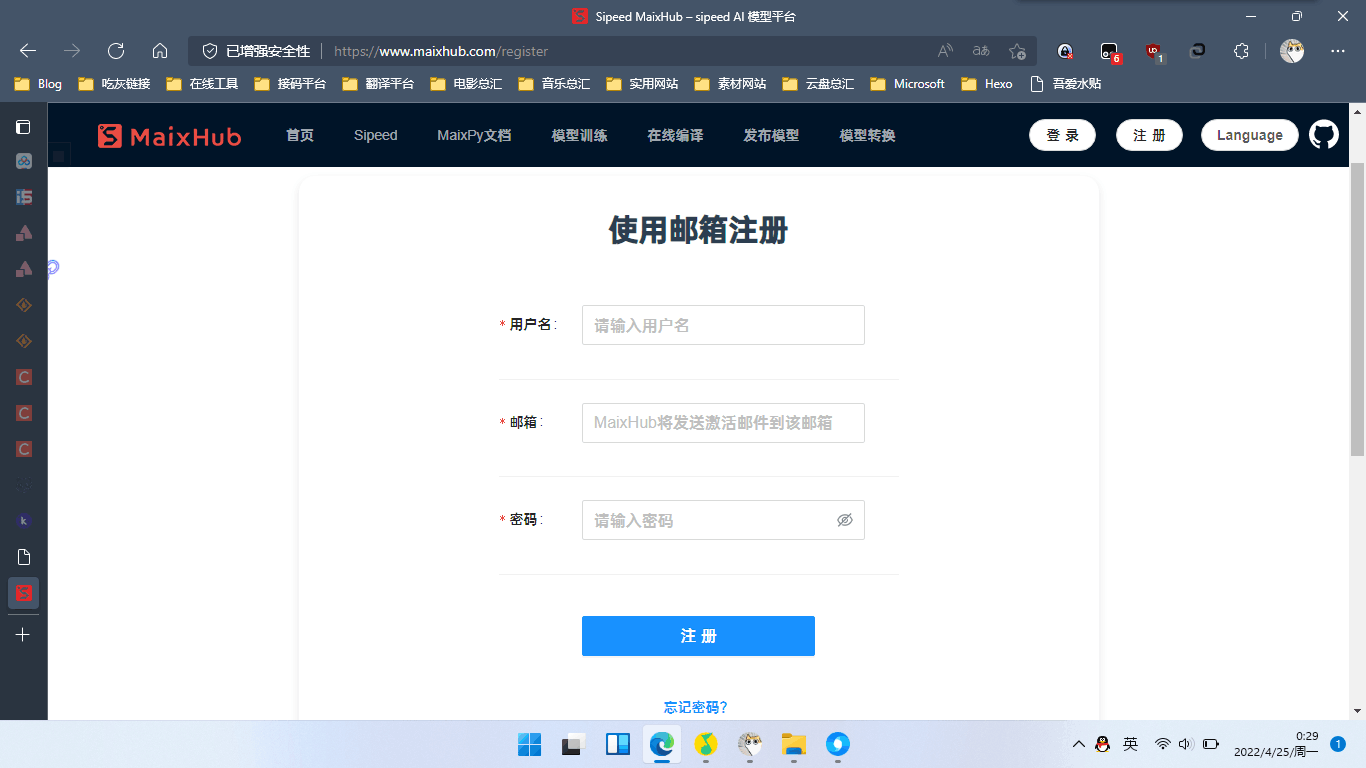 Sipeed MaixHub – sipeed AI 模型平台
已增强安全性 https://www.maixhub.com/register
Blog 吃灰链接 在线工具 接码平台 翻译平台 电影总汇 音乐总汇 实用网站 素材网站 云盘总汇 Microsoft Hexo 吾爱水贴
MaixHub 首页 Sipeed MaixPy文档 模型训练 在线编译 发布模型 模型转换 登 录 注 册 Language
使用邮箱注册
* 用户名: 请输入用户名
* 邮箱: MaixHub将发送激活邮件到该邮箱
* 密码: 请输入密码
注 册
忘记密码?
英 0:29
2022/4/25/周一 1